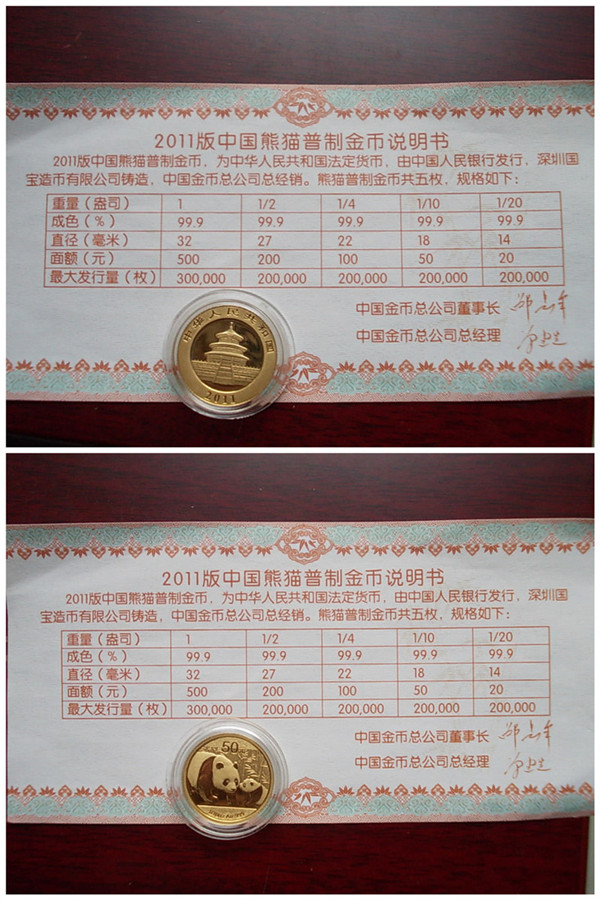 2011版中国熊猫普制金币说明书
2011版中国熊猫普制金币，为中华人民共和国法定货币，由中国人民银行发行，深圳国
宝造币有限公司铸造，中国金币总公司总经销。熊猫普制金币共五枚，规格如下：
重量（盎司） 1 1/2 1/4 1/10 1/20
成色（%） 99.9 99.9 99.9 99.9 99.9
直径（毫米） 32 27 22 18 14
面额（元） 500 200 100 50 20
最大发行量（枚） 300,000 200,000 200,000 200,000 200,000
中国金币总公司董事长
中国金币总公司总经理
中华人民共和国
2011
2011版中国熊猫普制金币说明书
2011版中国熊猫普制金币，为中华人民共和国法定货币，由中国人民银行发行，深圳国
宝造币有限公司铸造，中国金币总公司总经销。熊猫普制金币共五枚，规格如下：
重量（盎司） 1 1/2 1/4 1/10 1/20
成色（%） 99.9 99.9 99.9 99.9 99.9
直径（毫米） 32 27 22 18 14
面额（元） 500 200 100 50 20
最大发行量（枚） 300,000 200,000 200,000 200,000 200,000
中国金币总公司董事长
中国金币总公司总经理
50